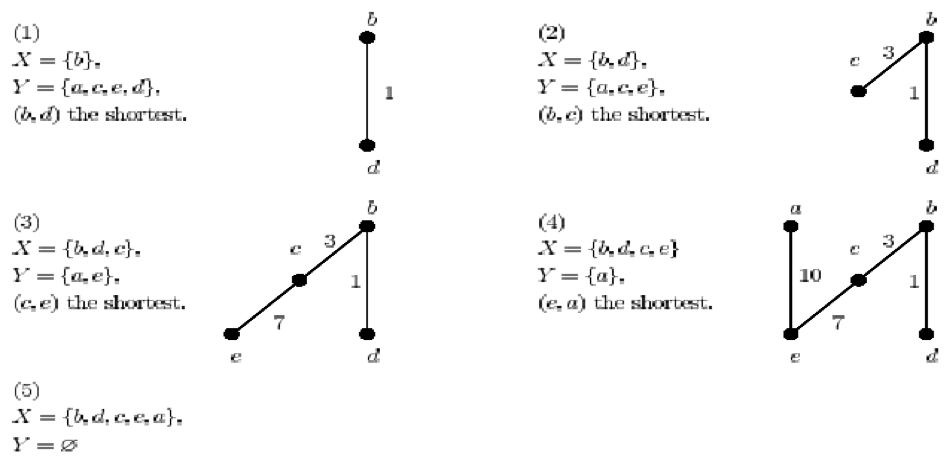 (1)
X = {b},
Y = {a, c, e, d},
(b, d) the shortest.
b
1
d
(2)
X = {b, d},
Y = {a, c, e},
(b, c) the shortest.
b
c
3
1
d
(3)
X = {b, d, c},
Y = {a, e},
(c, e) the shortest.
b
c
3
1
7
e
d
(4)
X = {b, d, c, e}
Y = {a},
(e, a) the shortest.
a
b
c
3
10
1
7
e
d
(5)
X = {b, d, c, e, a},
Y = ∅